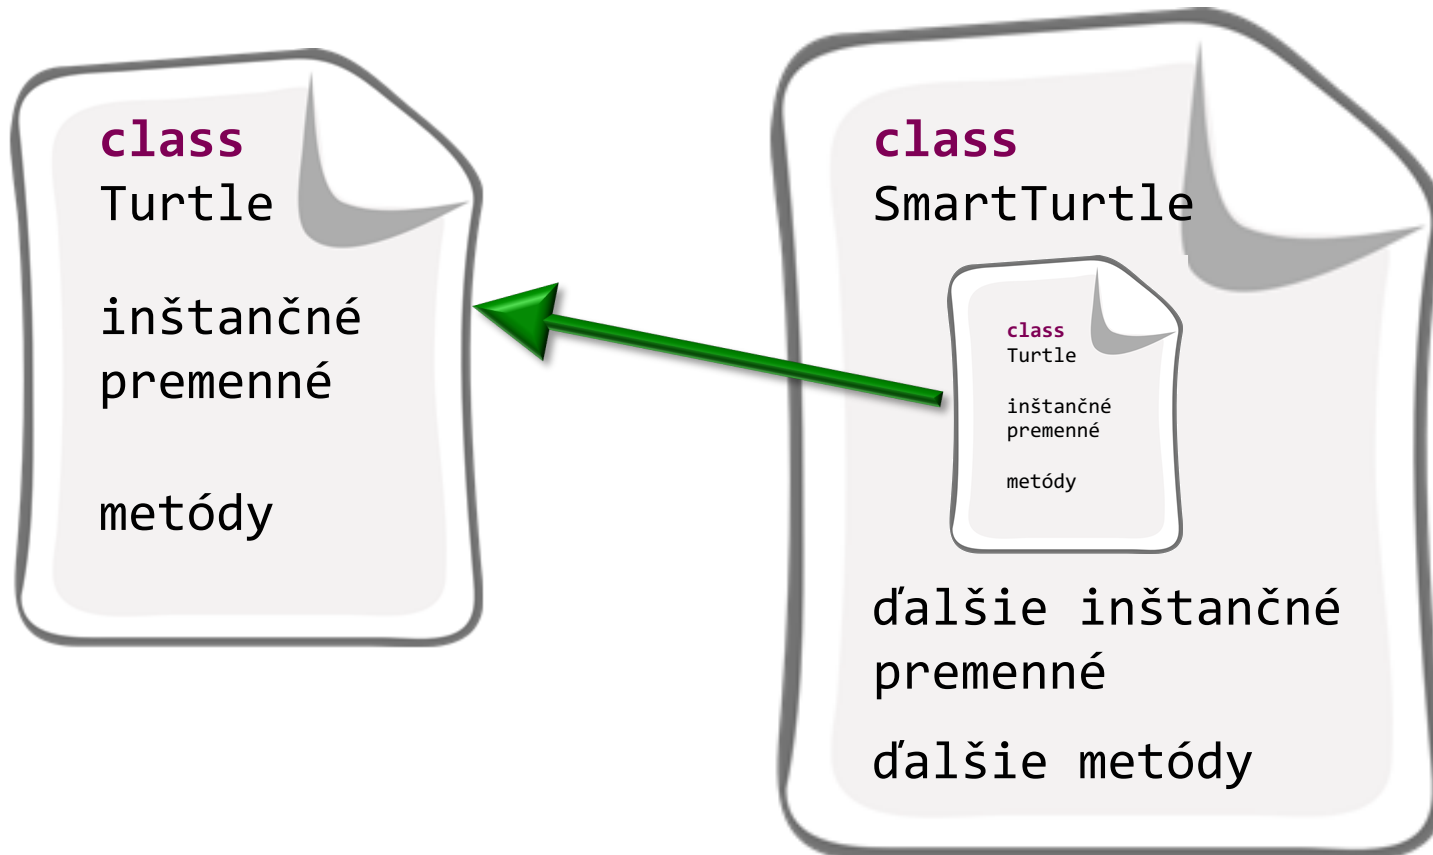 class
Turtle
inštančné
premenné
metódy
class
SmartTurtle
class
Turtle
inštančné
premenné
metódy
ďalšie inštančné
premenné
ďalšie metódy